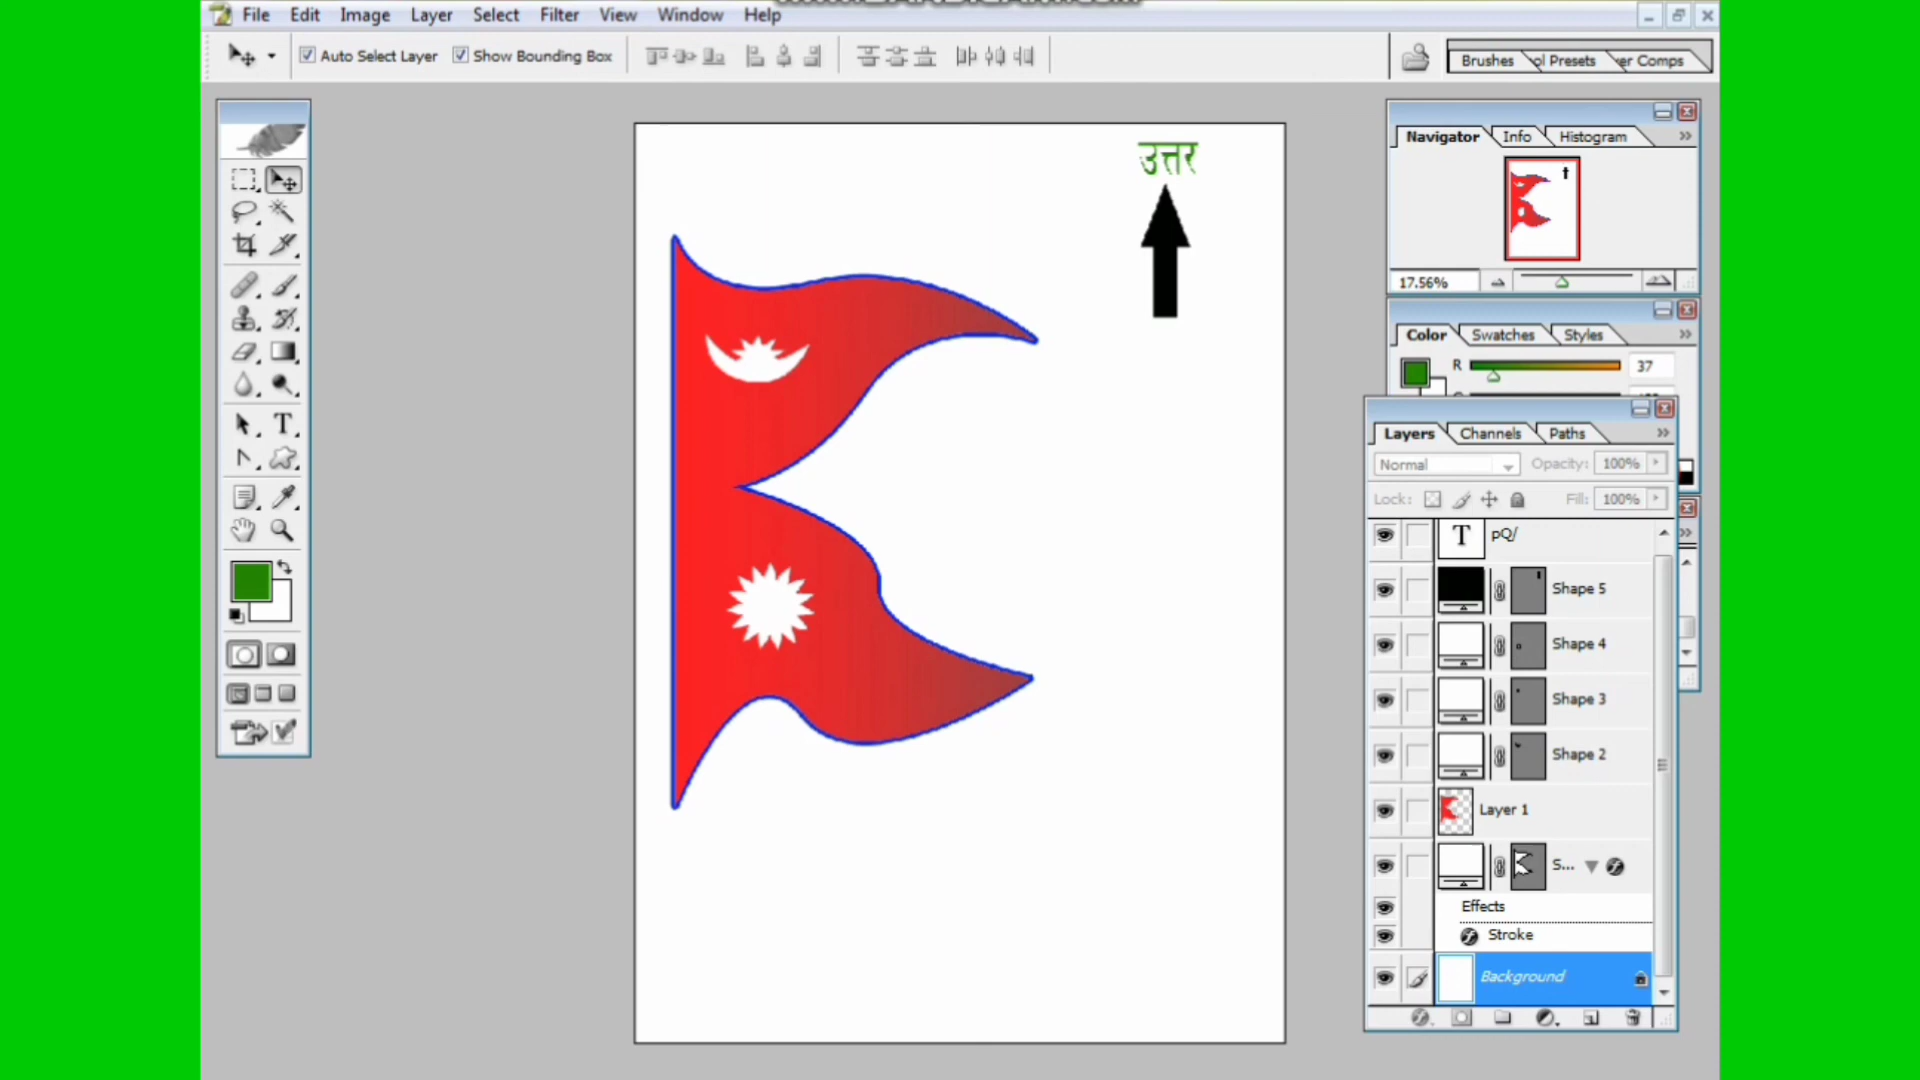 File Edit Image Layer Select Filter View Window Help
Auto Select Layer Show Bounding Box
Brushes ol Presets er Comps
उत्तर
Navigator Info Histogram
17.56%
Color Swatches Styles
R 37
Layers Channels Paths
Normal Opacity: 100%
Lock: Fill: 100%
T pQ/
Shape 5
Shape 4
Shape 3
Shape 2
Layer 1
S...
Effects
Stroke
Background